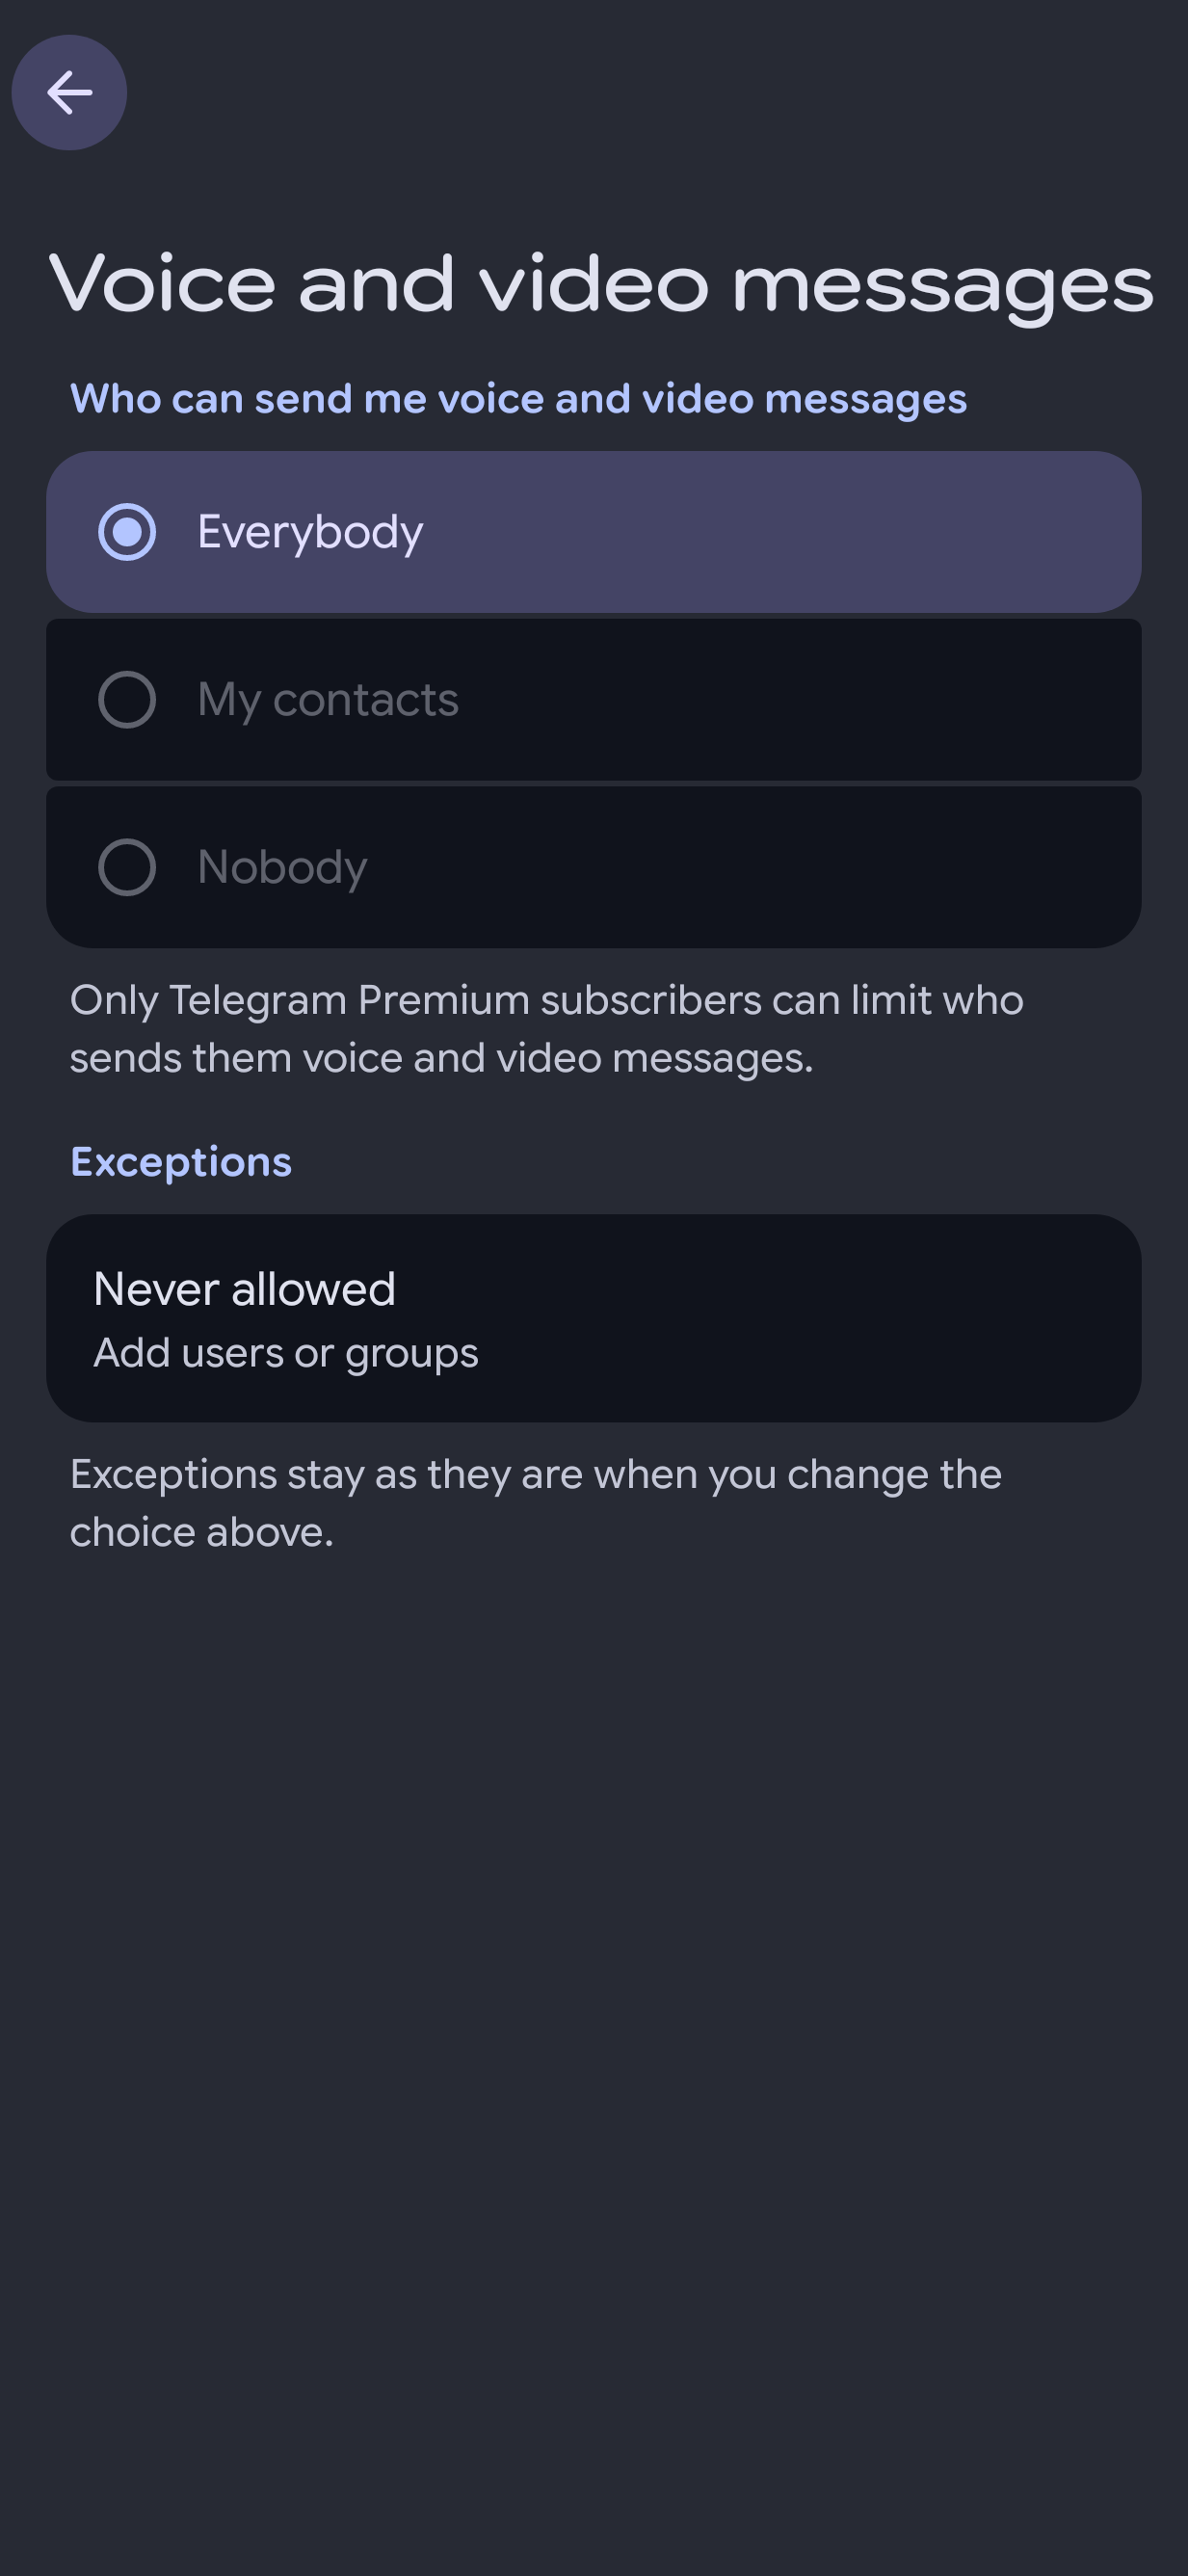 Voice and video messages
Who can send me voice and video messages
Everybody
My contacts
Nobody
Only Telegram Premium subscribers can limit who
sends them voice and video messages.
Exceptions
Never allowed
Add users or groups
Exceptions stay as they are when you change the
choice above.